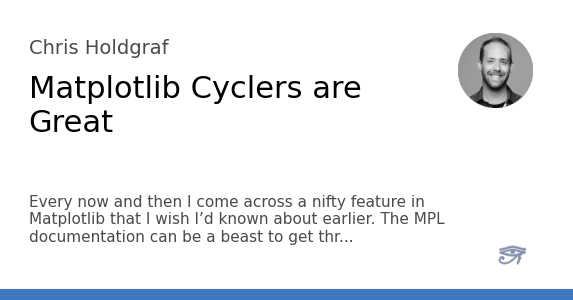 Chris Holdgraf
Matplotlib Cyclers are
Great
Every now and then I come across a nifty feature in
Matplotlib that I wish I’d known about earlier. The MPL
documentation can be a beast to get thr...